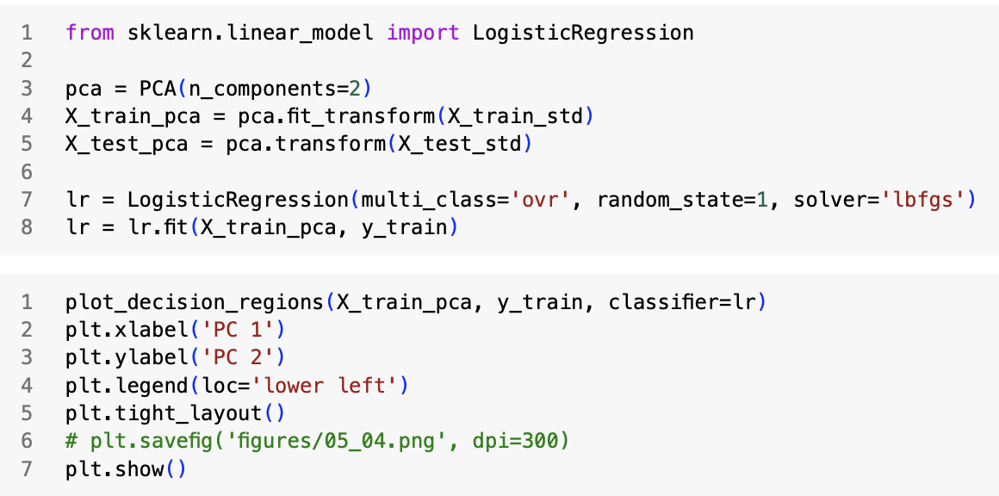 1 from sklearn.linear_model import LogisticRegression
2
3 pca = PCA(n_components=2)
4 X_train_pca = pca.fit_transform(X_train_std)
5 X_test_pca = pca.transform(X_test_std)
6
7 lr = LogisticRegression(multi_class='ovr', random_state=1, solver='lbfgs')
8 lr = lr.fit(X_train_pca, y_train)
1 plot_decision_regions(X_train_pca, y_train, classifier=lr)
2 plt.xlabel('PC 1')
3 plt.ylabel('PC 2')
4 plt.legend(loc='lower left')
5 plt.tight_layout()
6 # plt.savefig('figures/05_04.png', dpi=300)
7 plt.show()